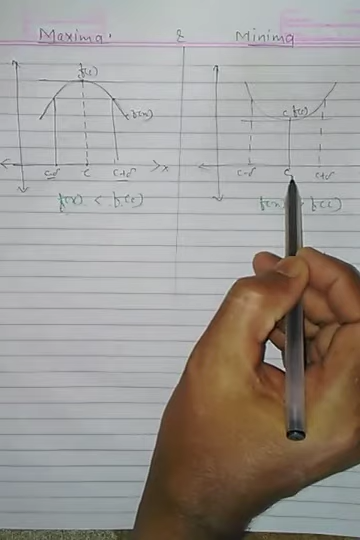 Maxima & Minima
f(c) f(c)
f(x)
C-δ C C+δ X C-δ C C+δ
f(x) < f(c) f(x) > f(c)